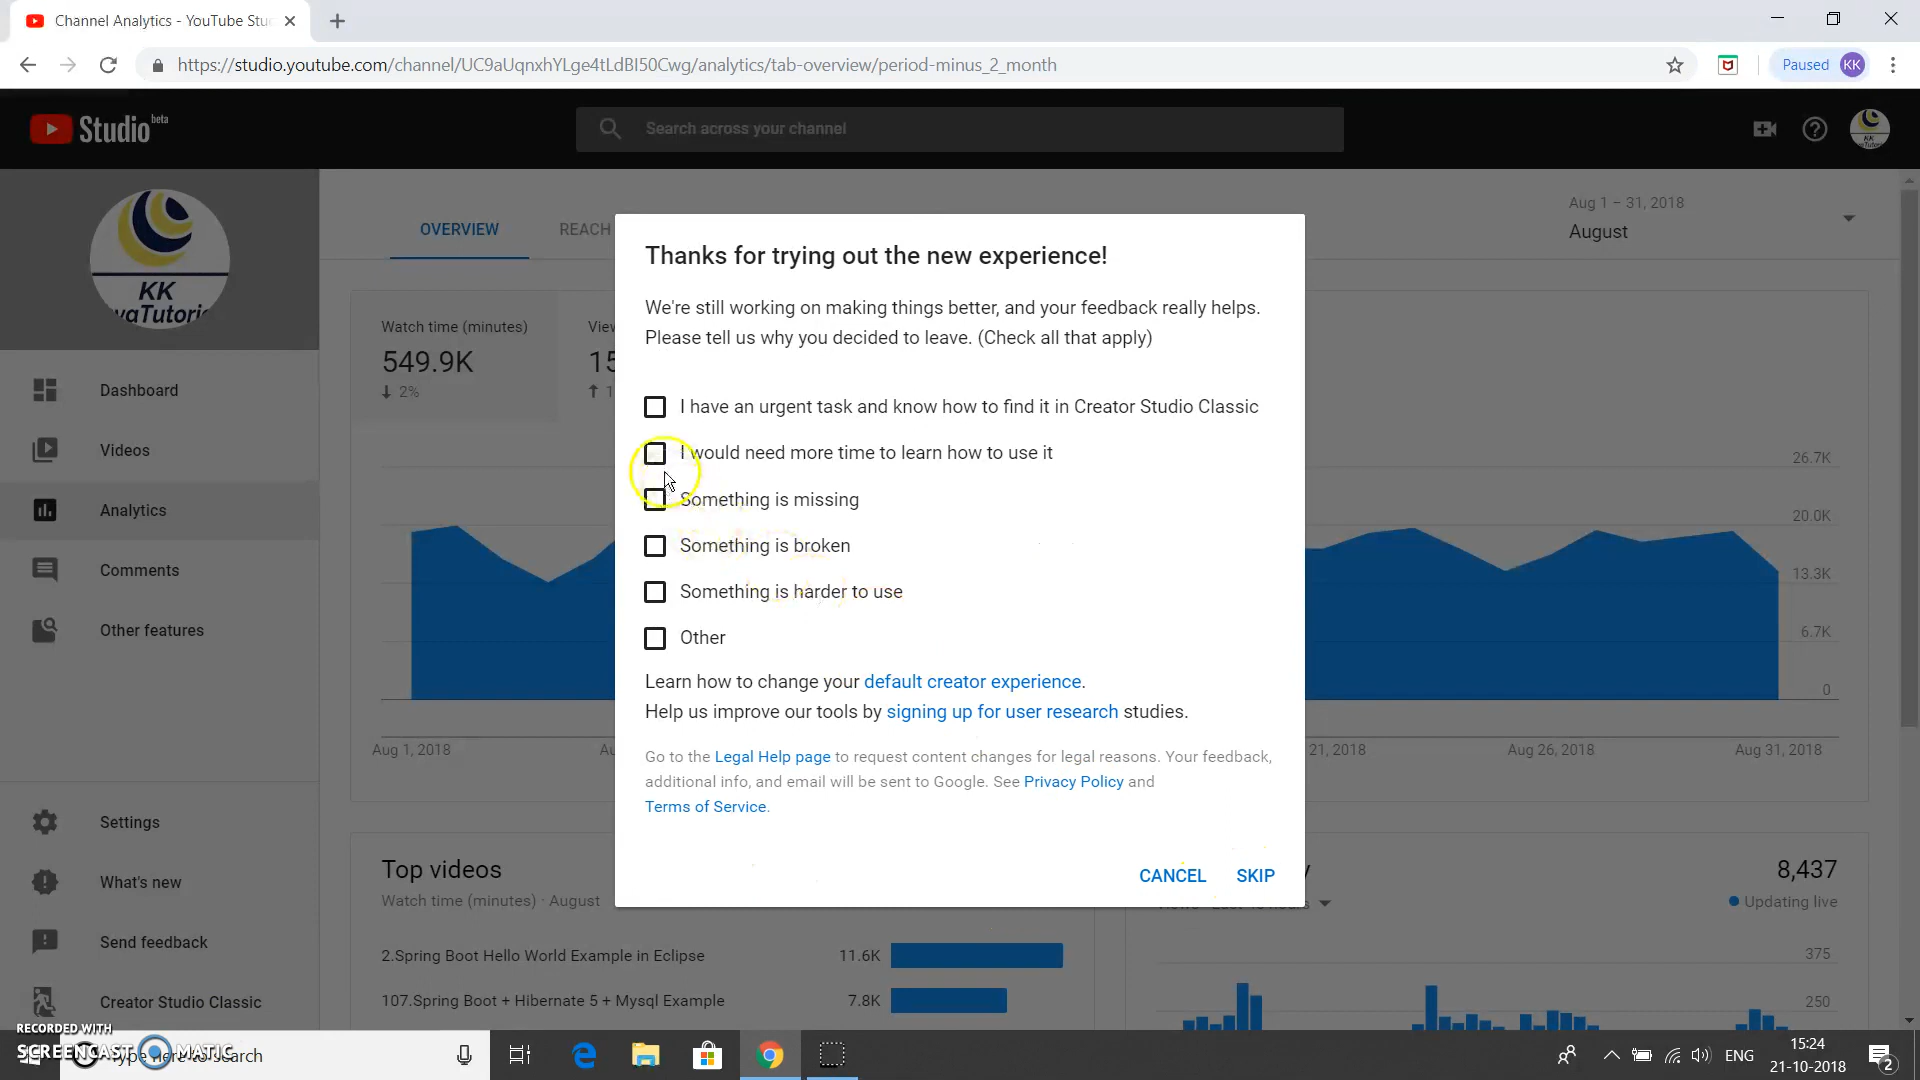 Channel Analytics - YouTube Stu
https://studio.youtube.com/channel/UC9aUqnxhYLge4tLdBI50Cwg/analytics/tab-overview/period-minus_2_month
Paused KK
Studio beta
Search across your channel
KK
KK
OVERVIEW
REACH
Aug 1 – 31, 2018
August
Thanks for trying out the new experience!
We're still working on making things better, and your feedback really helps.
Please tell us why you decided to leave. (Check all that apply)
I have an urgent task and know how to find it in Creator Studio Classic
I would need more time to learn how to use it
Something is missing
Something is broken
Something is harder to use
Other
Learn how to change your default creator experience.
Help us improve our tools by signing up for user research studies.
Go to the Legal Help page to request content changes for legal reasons. Your feedback,
additional info, and email will be sent to Google. See Privacy Policy and
Terms of Service.
CANCEL
SKIP
Watch time (minutes)
549.9K
2%
26.7K
20.0K
13.3K
6.7K
0
Aug 1, 2018
21, 2018
Aug 26, 2018
Aug 31, 2018
Dashboard
Videos
Analytics
Comments
Other features
Settings
What's new
Send feedback
Creator Studio Classic
Top videos
Watch time (minutes) · August
2.Spring Boot Hello World Example in Eclipse 11.6K
107.Spring Boot + Hibernate 5 + Mysql Example 7.8K
8,437
Updating live
375
250
RECORDED WITH
SCREENCAST MATIC
Type here to search
ENG
15:24
21-10-2018
2